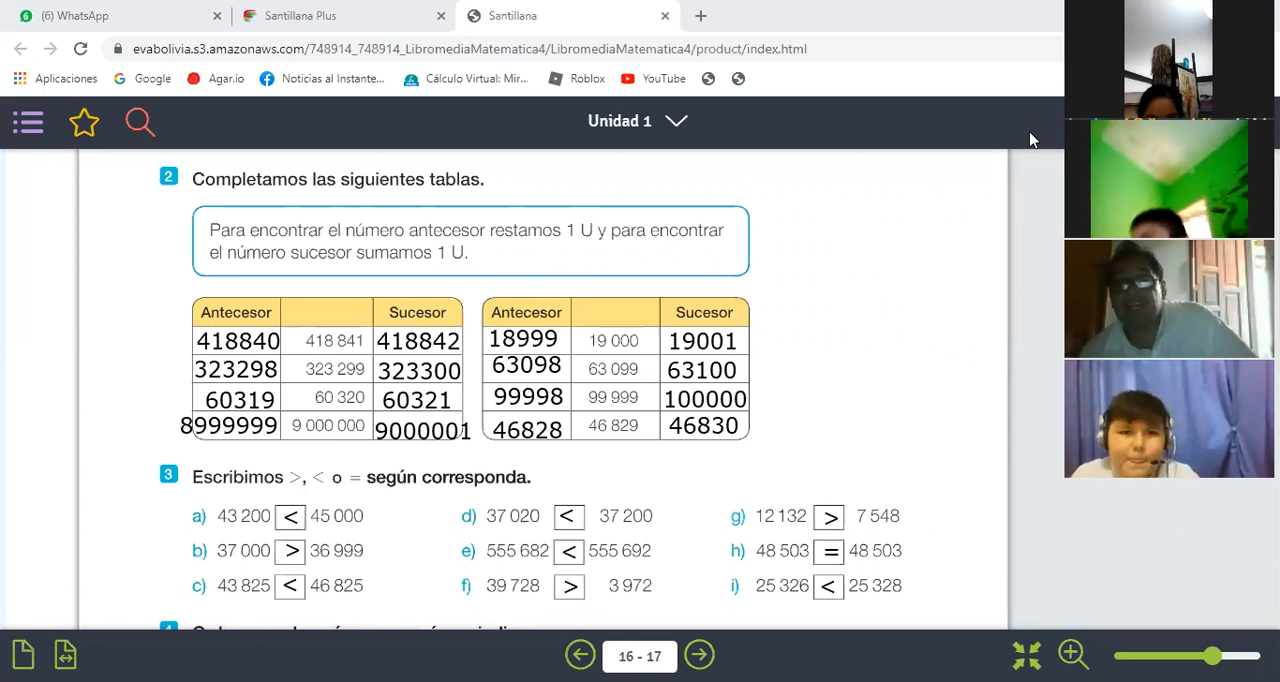 (6) WhatsApp
Santillana Plus
Santillana
evabolivia.s3.amazonaws.com/748914_748914_LibromediaMatematica4/LibromediaMatematica4/product/index.html
Aplicaciones Google Agar.io Noticias al Instante... Cálculo Virtual: Mir... Roblox YouTube
Unidad 1
2 Completamos las siguientes tablas.
Para encontrar el número antecesor restamos 1 U y para encontrar
el número sucesor sumamos 1 U.
Antecesor Sucesor Antecesor Sucesor
418840 418 841 418842 18999 19 000 19001
323298 323 299 323300 63098 63 099 63100
60319 60 320 60321 99998 99 999 100000
8999999 9 000 000 9000001 46828 46 829 46830
3 Escribimos >, < o = según corresponda.
a) 43 200 < 45 000 d) 37 020 < 37 200 g) 12 132 > 7 548
b) 37 000 > 36 999 e) 555 682 < 555 692 h) 48 503 = 48 503
c) 43 825 < 46 825 f) 39 728 > 3 972 i) 25 326 < 25 328
16 - 17